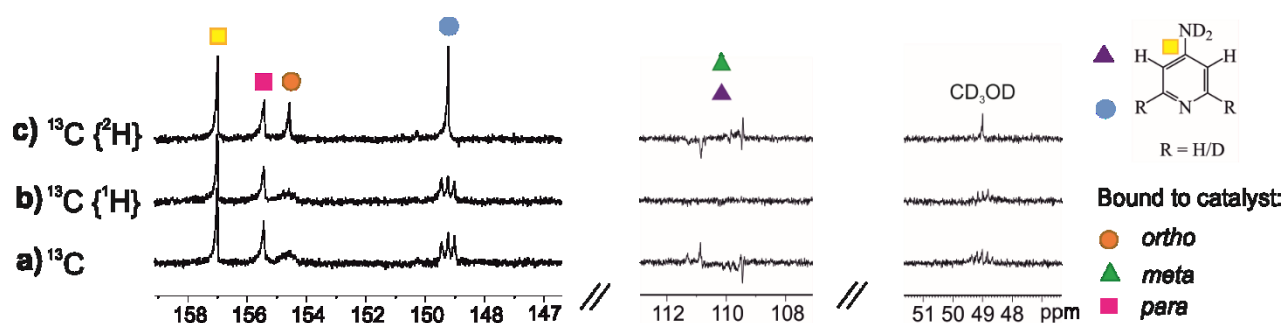 c) ¹³C {²H}
b) ¹³C {¹H}
a) ¹³C
158 156 154 152 150 148 146
112 110 108
51 50 49 48 ppm
CD₃OD
ND₂
H H
R N R
R = H/D
Bound to catalyst:
ortho
meta
para